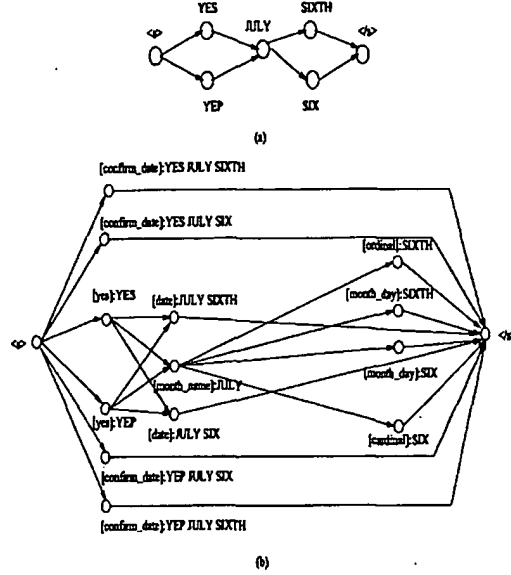 YES
SIXTH
<s>
JULY
</s>
YEP
SIX
(a)
[confirm_date]:YES JULY SIXTH
[confirm_date]:YES JULY SIX
[ordinal]:SIXTH
[yes]:YES
[date]:JULY SIXTH
[month_day]:SIXTH
[month_name]:JULY
[month_day]:SIX
[yes]:YEP
[date]:JULY SIX
[cardinal]:SIX
[confirm_date]:YEP JULY SIX
[confirm_date]:YEP JULY SIXTH
(b)